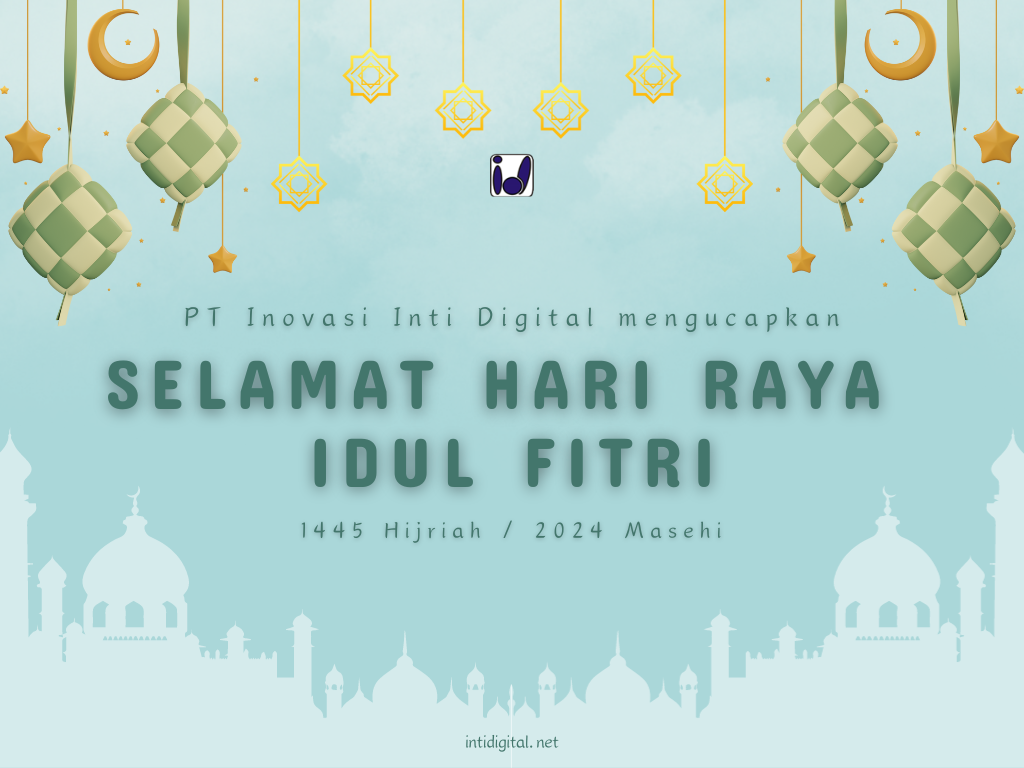 PT Inovasi Inti Digital mengucapkan
SELAMAT HARI RAYA
IDUL FITRI
1445 Hijriah / 2024 Masehi
intidigital.net